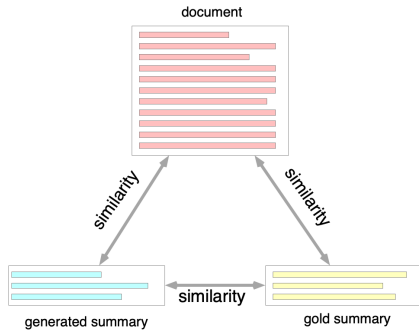 document
similarity
similarity
similarity
generated summary
gold summary